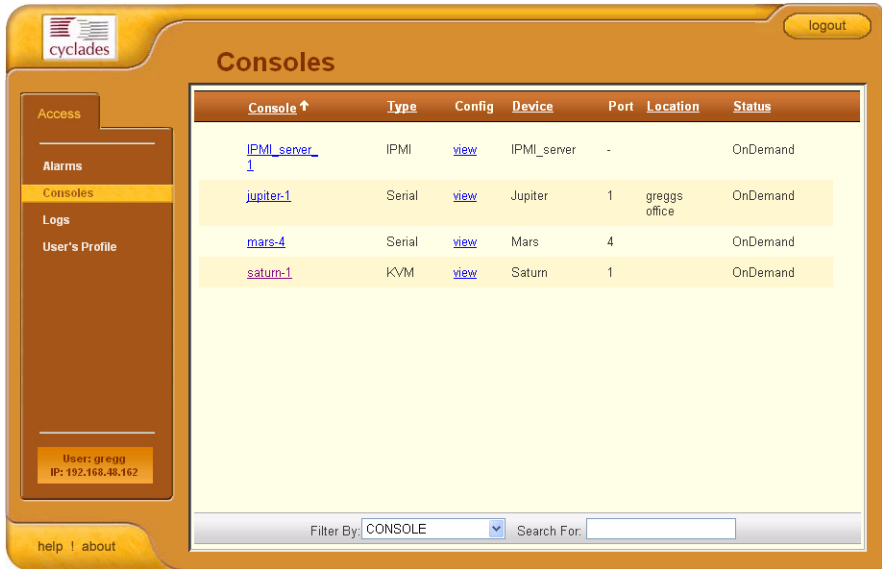 cyclades
logout
Consoles
Access
Alarms
Consoles
Logs
User's Profile
User: gregg
IP: 192.168.48.162
help ! about
Console ↑ Type Config Device Port Location Status
IPMI_server_ IPMI view IPMI_server - OnDemand
1
jupiter-1 Serial view Jupiter 1 greggs OnDemand
office
mars-4 Serial view Mars 4 OnDemand
saturn-1 KVM view Saturn 1 OnDemand
Filter By: CONSOLE Search For: